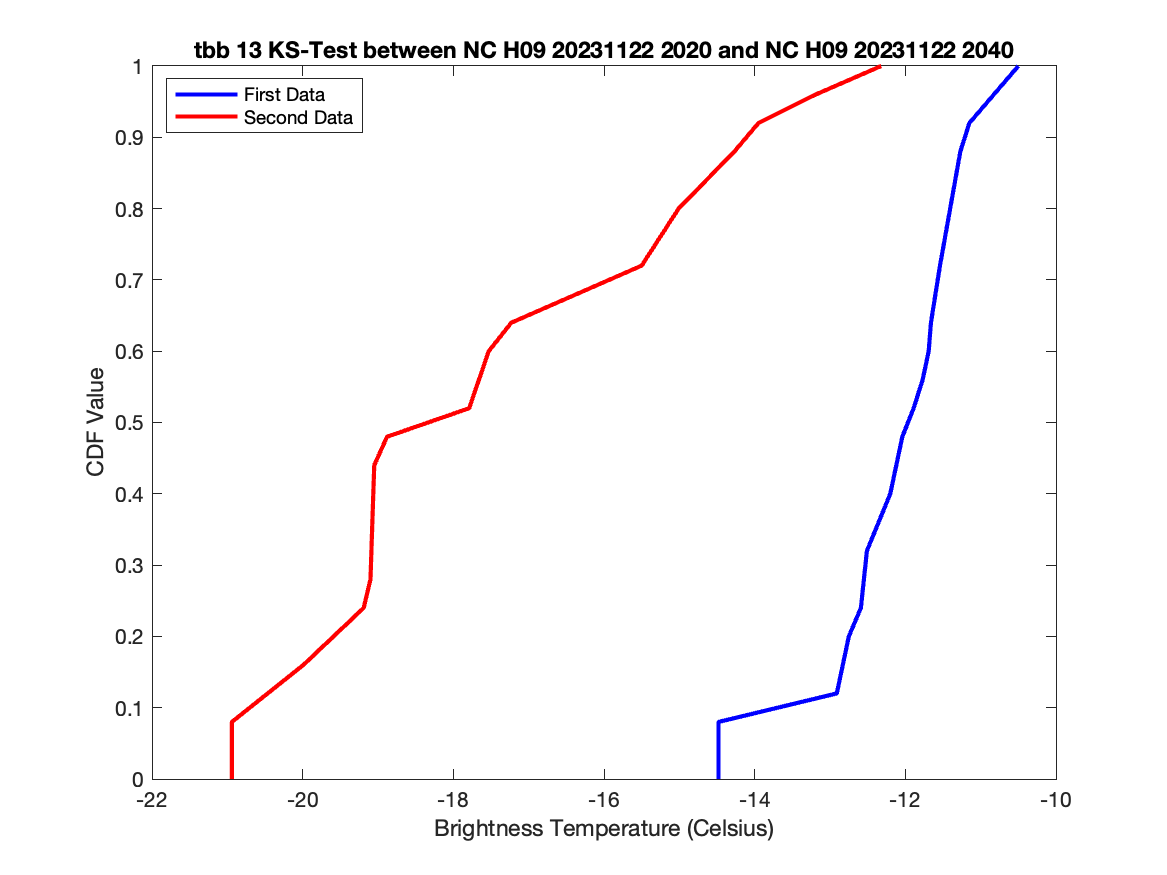 tbb 13 KS-Test between NC H09 20231122 2020 and NC H09 20231122 2040
First Data
Second Data
1
0.9
0.8
0.7
0.6
0.5
0.4
0.3
0.2
0.1
0
CDF Value
-22 -20 -18 -16 -14 -12 -10
Brightness Temperature (Celsius)